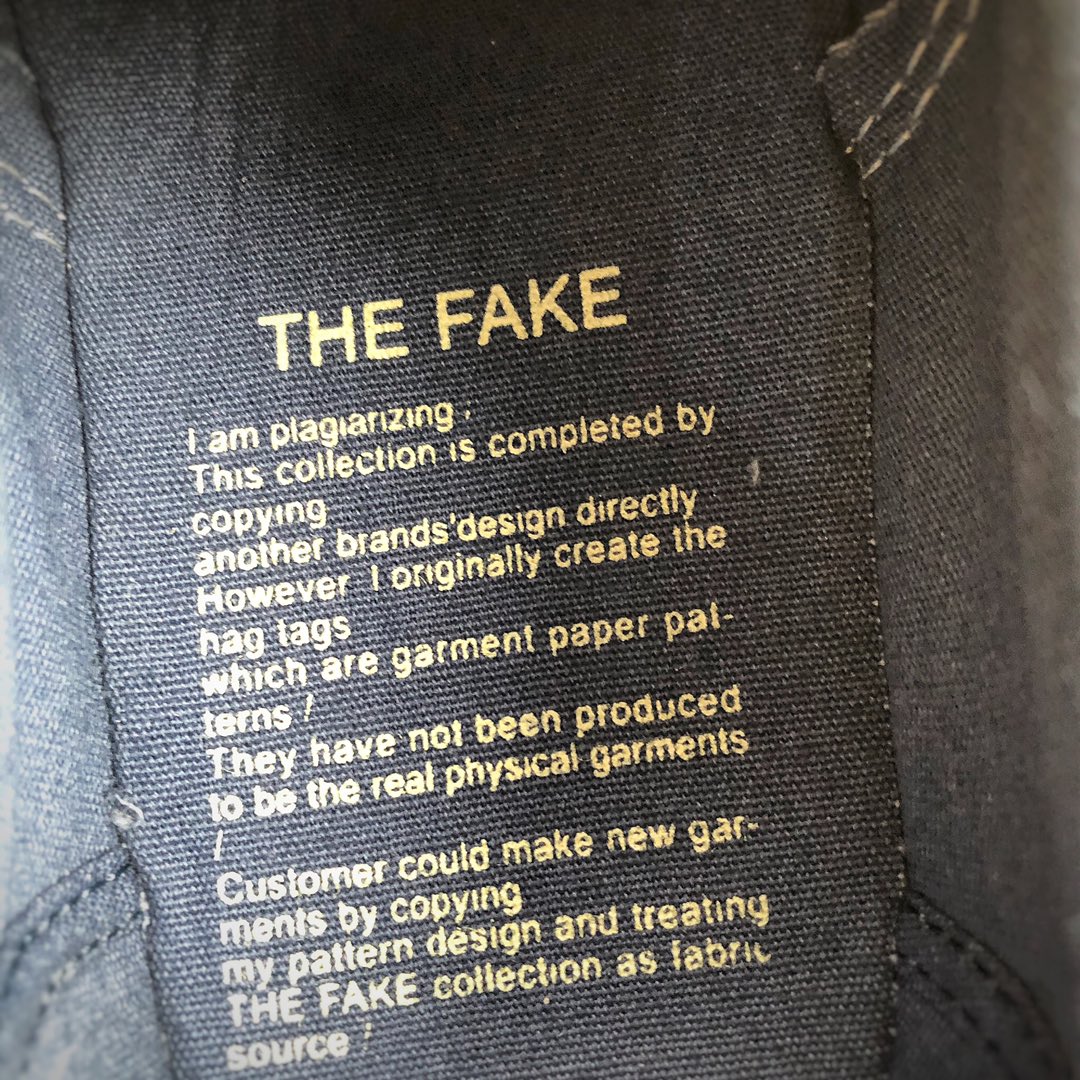 THE FAKE
I am plagiarizing,
This collection is completed by
copying
another brands'design directly
However I originally create the
hag tags
which are garment paper pat-
terns /
They have not been produced
to be the real physical garments
/
Customer could make new gar-
ments by copying
my pattern design and treating
THE FAKE collection as fabric
source /